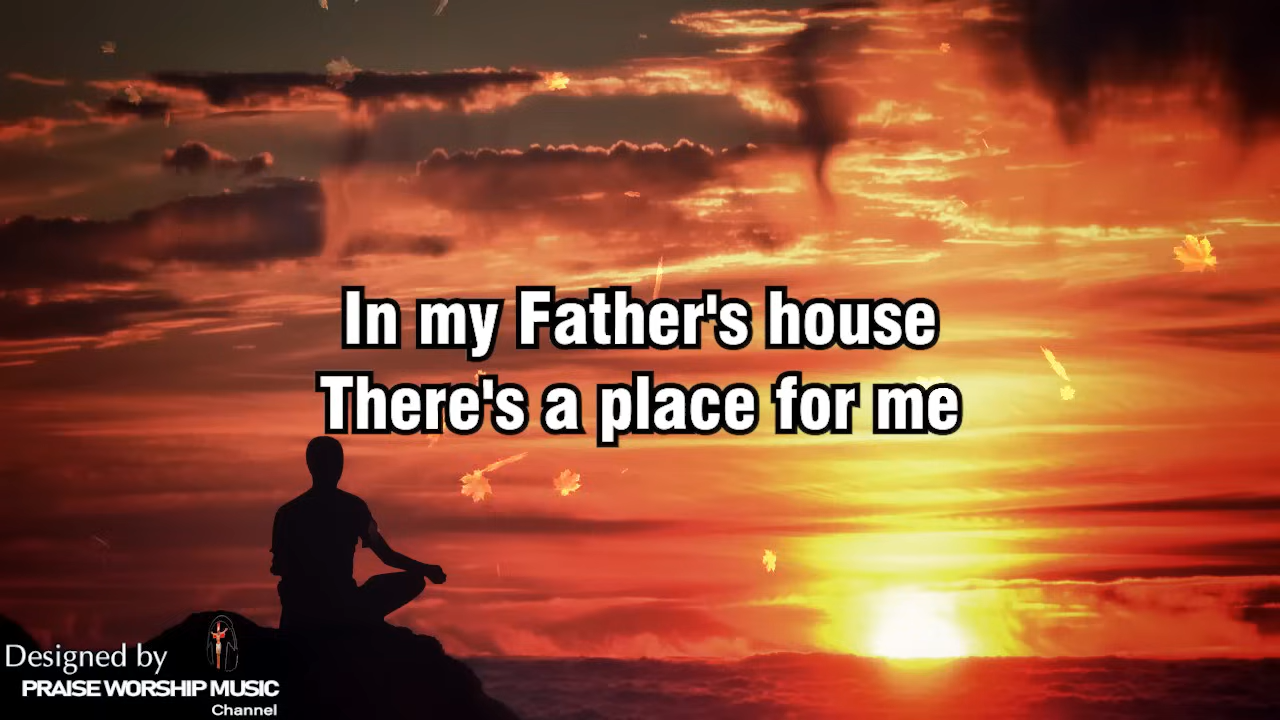 In my Father's house
There's a place for me
Designed by
PRAISE WORSHIP MUSIC
Channel